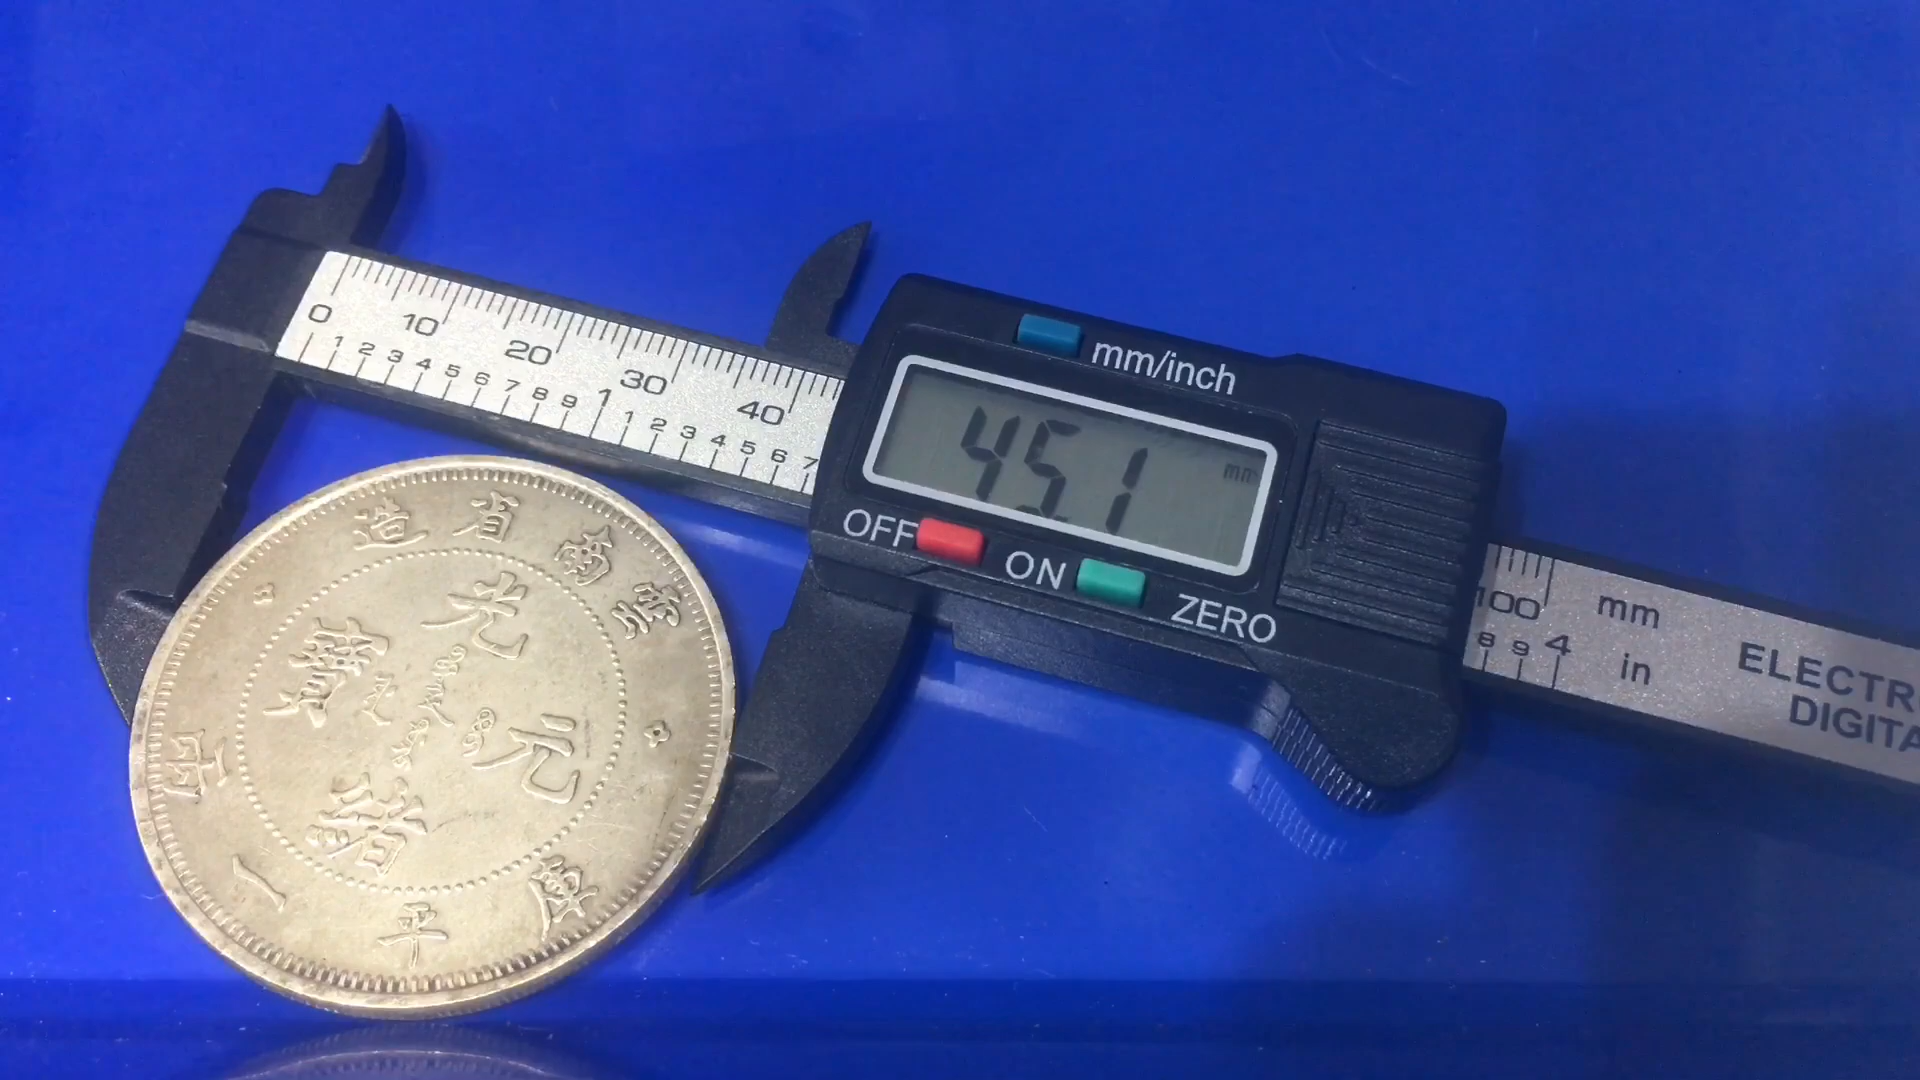 0 10 20 30 40
1 2 3 4 5 6 7 8 9 1 1 2 3 4 5 6 7
mm/inch
45.1 mm
OFF ON ZERO
100 mm
8 9 4 in
ELECTR
DIGITA
雲南省造
光緒元寶
庫平一兩